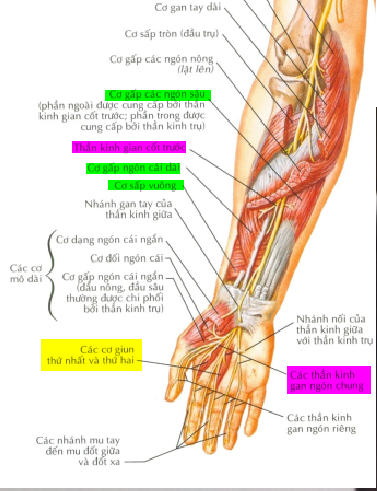 Cơ gan tay dài
Cơ sấp tròn (đầu trụ)
Cơ gấp các ngón nông
(lật lên)
Cơ gấp các ngón sâu
(phần ngoài được cung cấp bởi thần
kinh gian cốt trước; phần trong được
cung cấp bởi thần kinh trụ)
Thần kinh gian cốt trước
Cơ gấp ngón cái dài
Cơ sấp vuông
Nhánh gan tay của
thần kinh giữa
Các cơ
mô dài
Cơ dạng ngón cái ngắn
Cơ đối ngón cái
Cơ gấp ngón cái ngắn
(đầu nông, đầu sâu
thường được chi phối
bởi thần kinh trụ)
Nhánh nối của
thần kinh giữa
với thần kinh trụ
Các cơ giun
thứ nhất và thứ hai
Các thần kinh
gan ngón chung
Các thần kinh
gan ngón riêng
Các nhánh mu tay
đến mu đốt giữa
và đốt xa